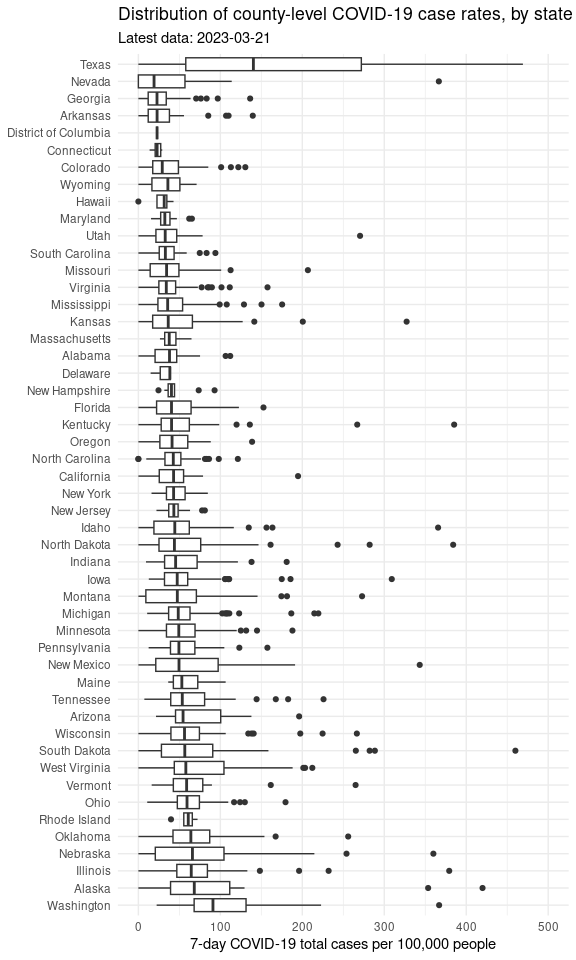 Distribution of county-level COVID-19 case rates, by state
Latest data: 2023-03-21
Texas
Nevada
Georgia
Arkansas
District of Columbia
Connecticut
Colorado
Wyoming
Hawaii
Maryland
Utah
South Carolina
Missouri
Virginia
Mississippi
Kansas
Massachusetts
Alabama
Delaware
New Hampshire
Florida
Kentucky
Oregon
North Carolina
California
New York
New Jersey
Idaho
North Dakota
Indiana
Iowa
Montana
Michigan
Minnesota
Pennsylvania
New Mexico
Maine
Tennessee
Arizona
Wisconsin
South Dakota
West Virginia
Vermont
Ohio
Rhode Island
Oklahoma
Nebraska
Illinois
Alaska
Washington
0 100 200 300 400 500
7-day COVID-19 total cases per 100,000 people